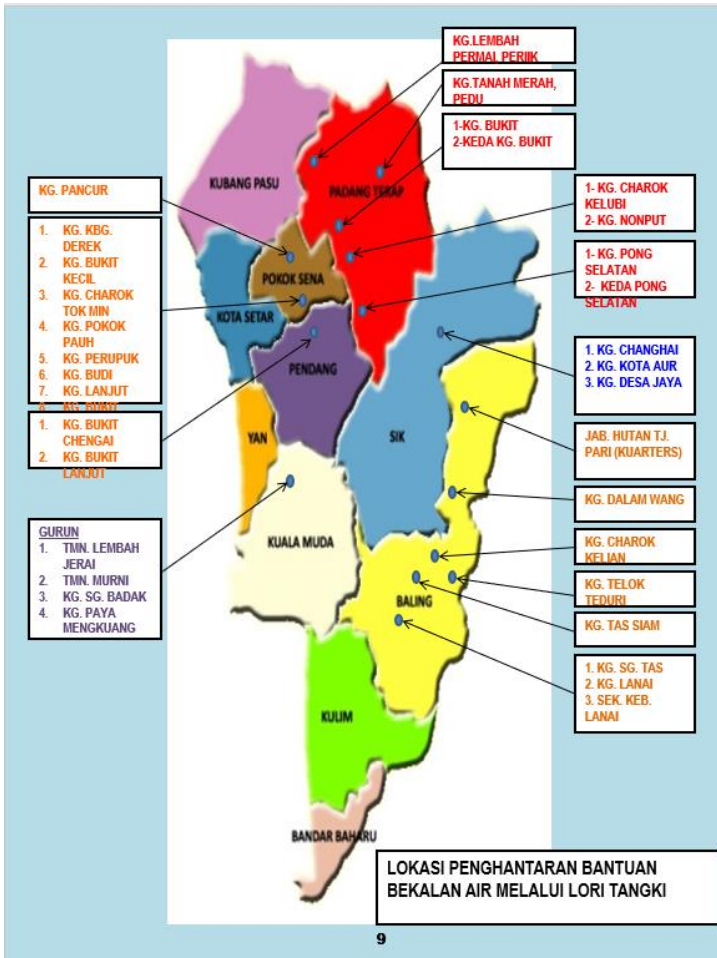 KG.LEMBAH
PERMAI, PERIIK
KG.TANAH MERAH,
PEDU
1-KG. BUKIT
2-KEDA KG. BUKIT
KUBANG PASU
PADANG TERAP
KG. PANCUR
1- KG. CHAROK
KELUBI
2- KG. NONPUT
1. KG. KBG.
DEREK
2. KG. BUKIT
KECIL
3. KG. CHAROK
TOK MIN
4. KG. POKOK
PAUH
5. KG. PERUPUK
6. KG. BUDI
7. KG. LANJUT
8. KG. BUKIT
POKOK SENA
KOTA SETAR
1- KG. PONG
SELATAN
2- KEDA PONG
SELATAN
PENDANG
1. KG. CHANGHAI
2. KG. KOTA AUR
3. KG. DESA JAYA
1. KG. BUKIT
CHENGAI
2. KG. BUKIT
LANJUT
YAN
SIK
JAB. HUTAN TJ.
PARI (KUARTERS)
KG. DALAM WANG
GURUN
1. TMN. LEMBAH
JERAI
2. TMN. MURNI
3. KG. SG. BADAK
4. KG. PAYA
MENGKUANG
KUALA MUDA
KG. CHAROK
KELIAN
BALING
KG. TELOK
TEDURI
KG. TAS SIAM
1. KG. SG. TAS
2. KG. LANAI
3. SEK. KEB.
LANAI
KULIM
BANDAR BAHARU
LOKASI PENGHANTARAN BANTUAN
BEKALAN AIR MELALUI LORI TANGKI
9